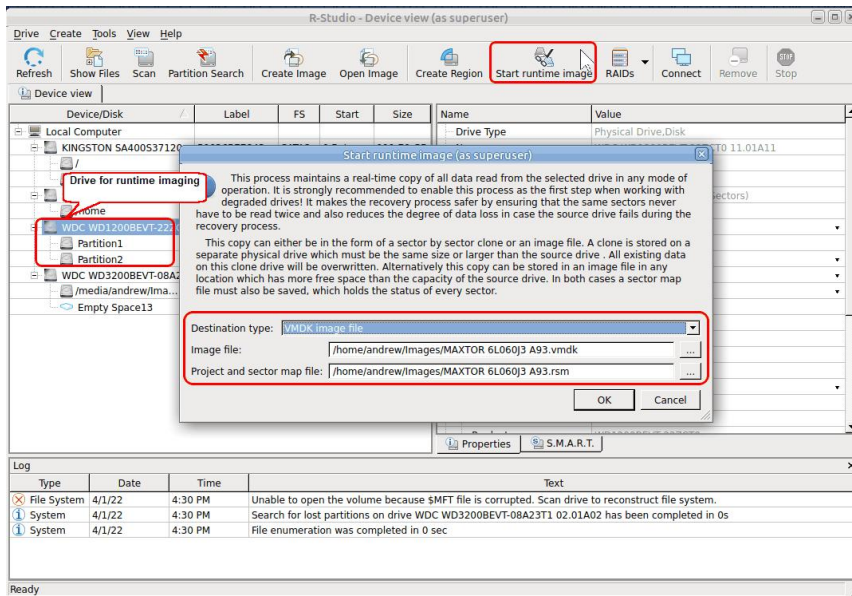 R-Studio - Device view (as superuser)
Drive Create Tools View Help
Refresh Show Files Scan Partition Search Create Image Open Image Create Region Start runtime image RAIDs Connect Remove Stop
Device view
Device/Disk Label FS Start Size Name Value
Local Computer Drive Type Physical Drive,Disk
KINGSTON SA400S37120 11.01A11
/
Start runtime image (as superuser)
Drive for runtime imaging
This process maintains a real-time copy of all data read from the selected drive in any mode of
operation. It is strongly recommended to enable this process as the first step when working with
degraded drives! It makes the recovery process safer by ensuring that the same sectors never
have to be read twice and also reduces the degree of data loss in case the source drive fails during the
recovery process.
This copy can either be in the form of a sector by sector clone or an image file. A clone is stored on a
separate physical drive which must be the same size or larger than the source drive . All existing data
on this clone drive will be overwritten. Alternatively this copy can be stored in an image file in any
location which has more free space than the capacity of the source drive. In both cases a sector map
file must also be saved, which holds the status of every sector.
ectors)
home
WDC WD1200BEVT-22Z
Partition1
Partition2
WDC WD3200BEVT-08A2
/media/andrew/Ima...
Empty Space13
Destination type: VMDK image file
Image file: /home/andrew/Images/MAXTOR 6L060J3 A93.vmdk ...
Project and sector map file: /home/andrew/Images/MAXTOR 6L060J3 A93.rsm ...
OK Cancel
Properties S.M.A.R.T.
Log
Type Date Time Text
File System 4/1/22 4:30 PM Unable to open the volume because $MFT file is corrupted. Scan drive to reconstruct file system.
System 4/1/22 4:30 PM Search for lost partitions on drive WDC WD3200BEVT-08A23T1 02.01A02 has been completed in 0s
System 4/1/22 4:30 PM File enumeration was completed in 0 sec
Ready